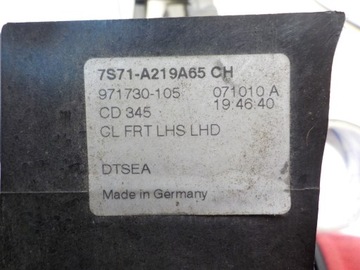 7S71-A219A65 CH
971730-105 071010 A
CD 345 19:46:40
CL FRT LHS LHD
DTSEA
Made in Germany